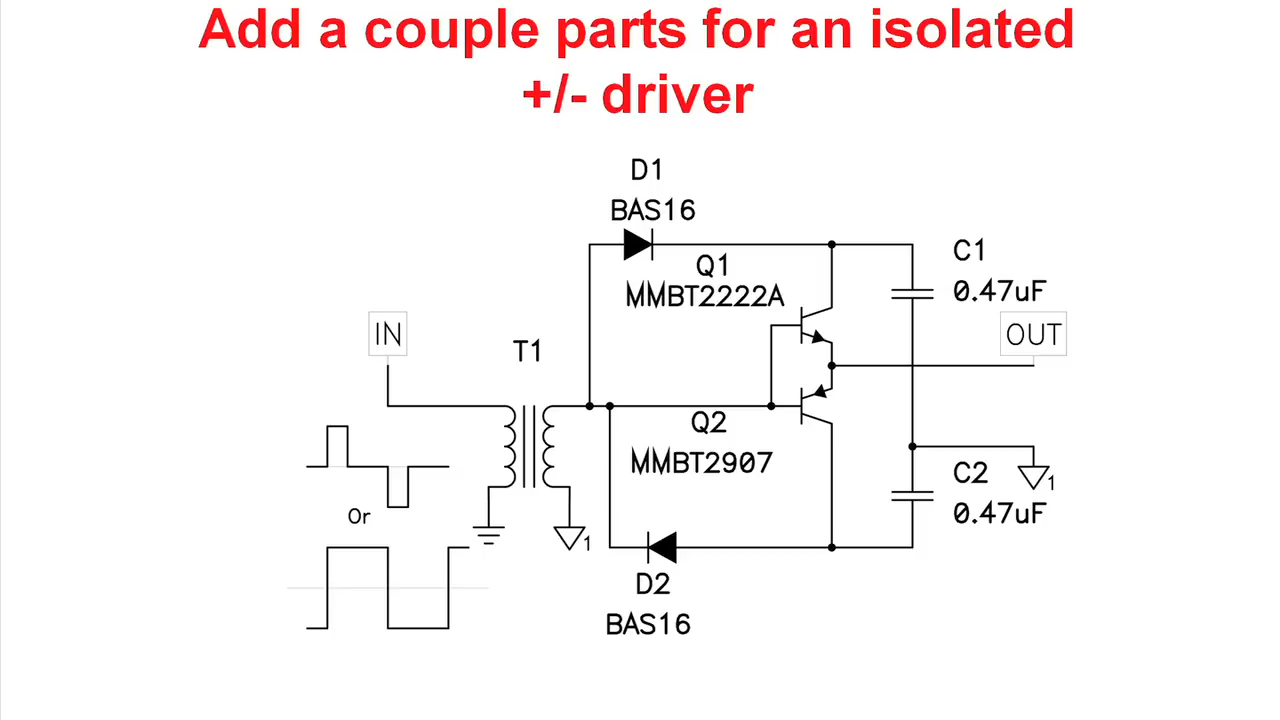 Add a couple parts for an isolated
+/- driver
D1
BAS16
Q1
MMBT2222A
C1
0.47uF
IN
OUT
T1
Q2
MMBT2907
C2
0.47uF
1
Or
1
D2
BAS16